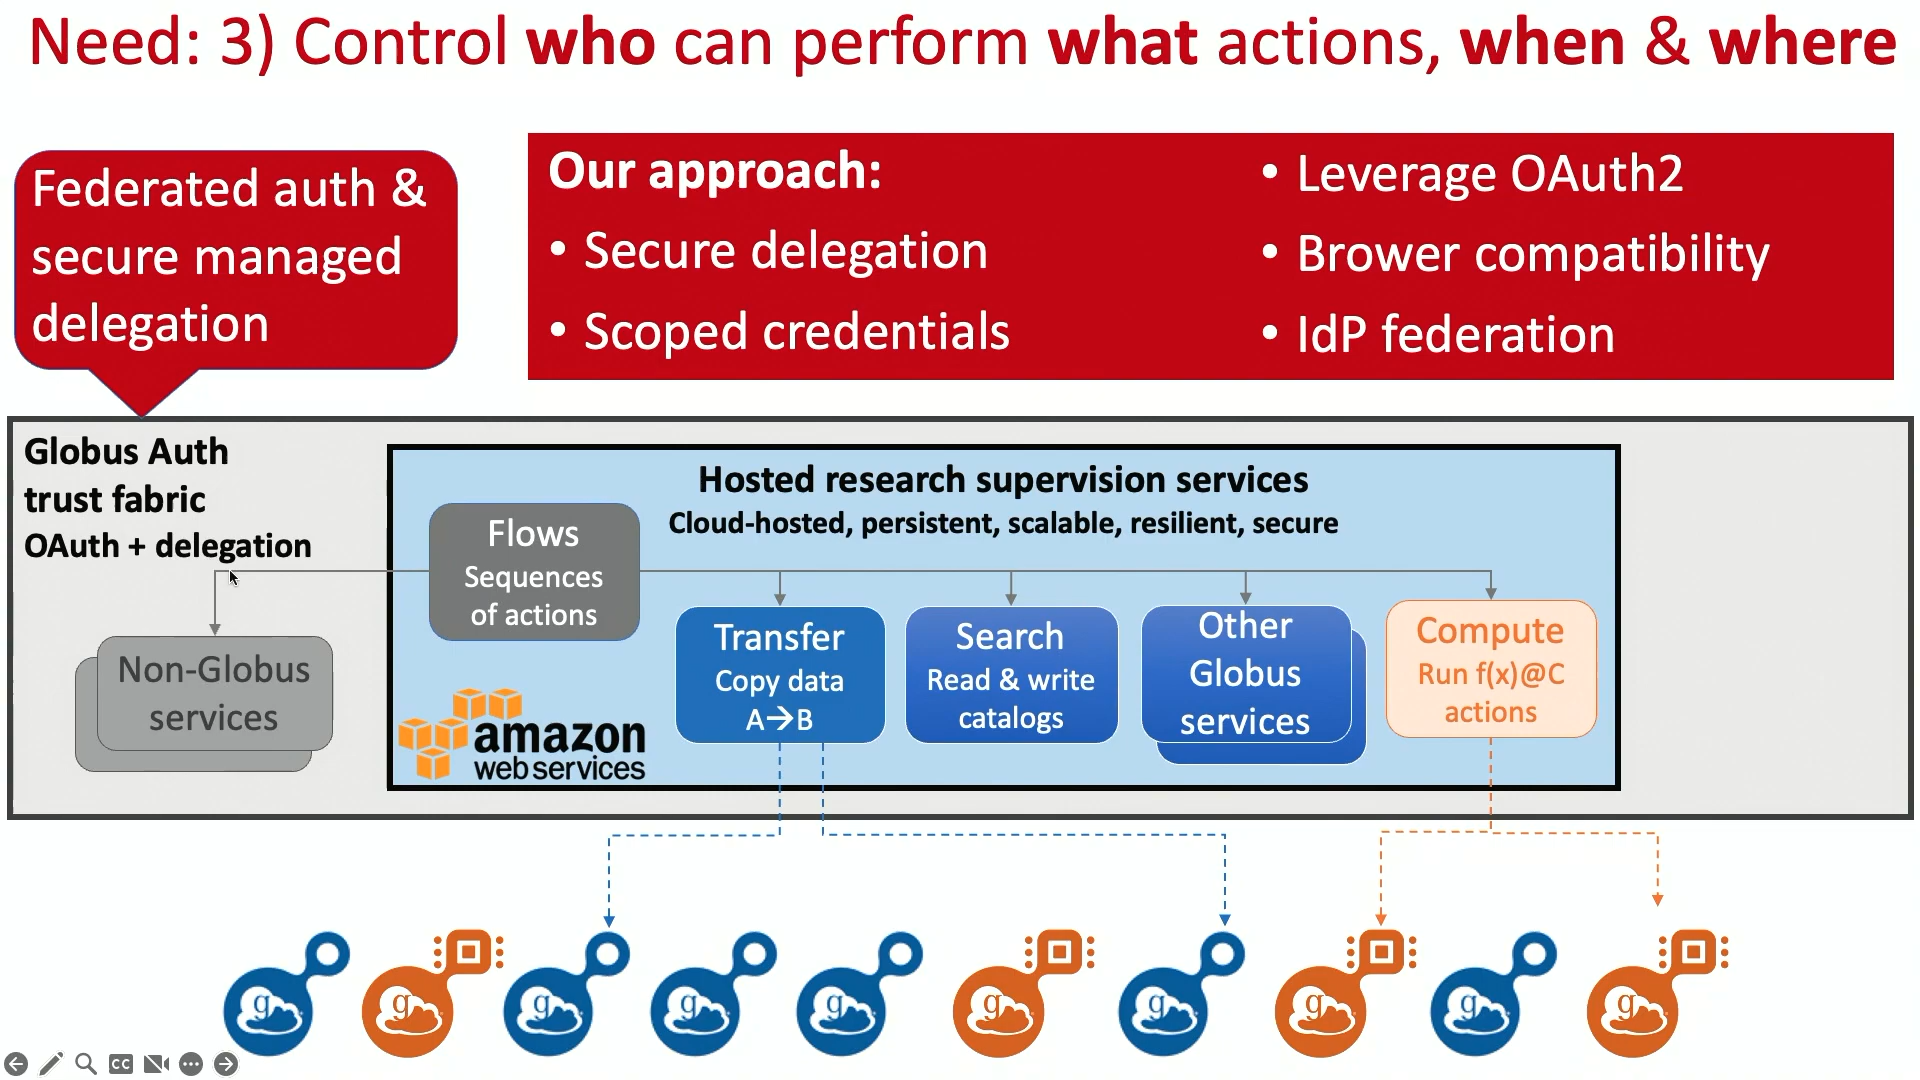 Need: 3) Control who can perform what actions, when & where
Federated auth &
secure managed
delegation
Our approach:
• Secure delegation
• Scoped credentials
• Leverage OAuth2
• Brower compatibility
• IdP federation
Globus Auth
trust fabric
OAuth + delegation
Hosted research supervision services
Cloud-hosted, persistent, scalable, resilient, secure
Flows
Sequences
of actions
Non-Globus
services
amazon
web services
Transfer
Copy data
A→B
Search
Read & write
catalogs
Other
Globus
services
Compute
Run f(x)@C
actions
g
g
g
g
g
g
g
g
g
g
CC